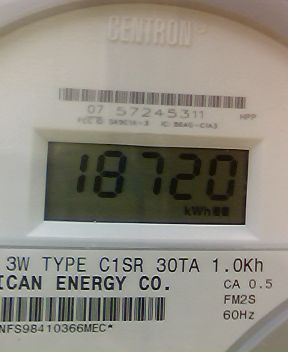 CENTRON
07 57245311 HPP
18720
kWh
3W TYPE C1SR 30TA 1.0Kh
ICAN ENERGY CO.
CA 0.5
FM2S
60Hz
NFS98410366MEC*